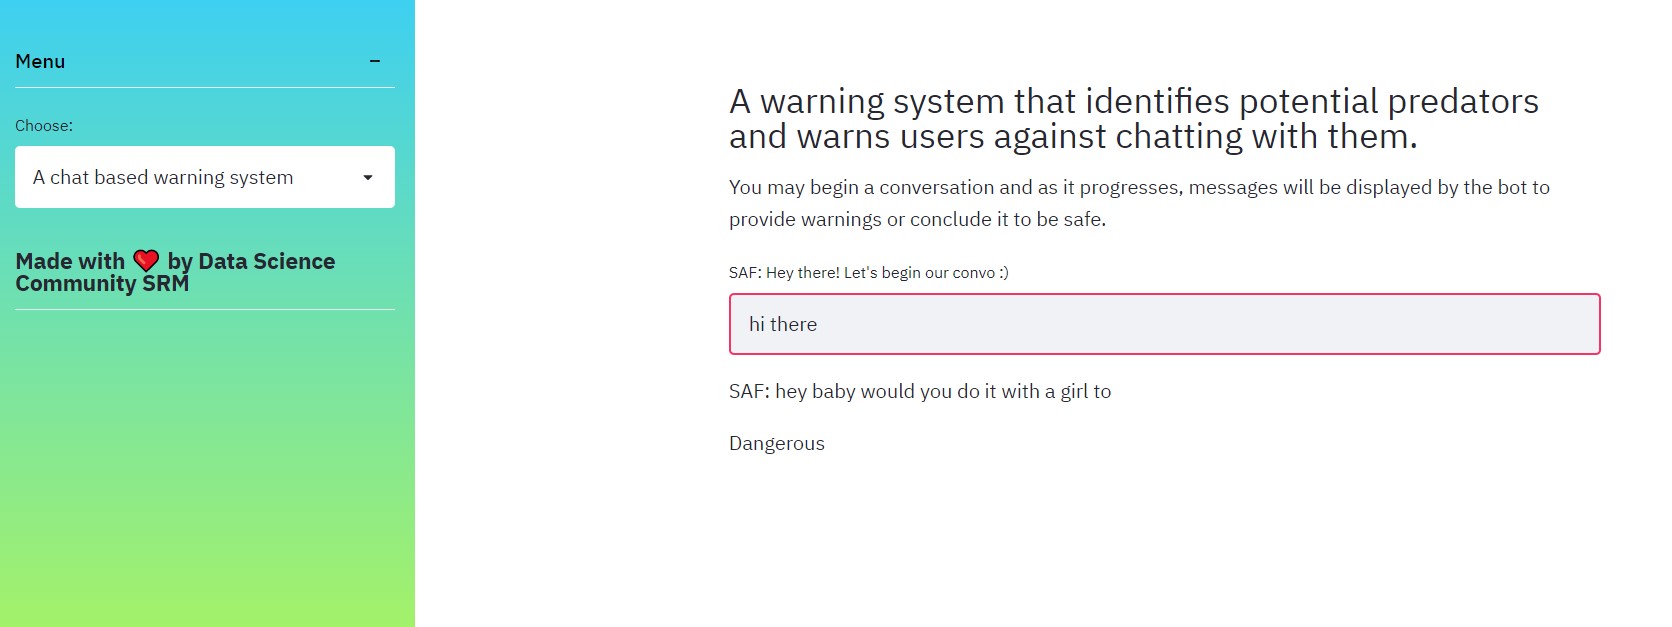 Menu
Choose:
A chat based warning system
Made with ❤️ by Data Science
Community SRM
A warning system that identifies potential predators
and warns users against chatting with them.
You may begin a conversation and as it progresses, messages will be displayed by the bot to
provide warnings or conclude it to be safe.
SAF: Hey there! Let's begin our convo :)
hi there
SAF: hey baby would you do it with a girl to
Dangerous